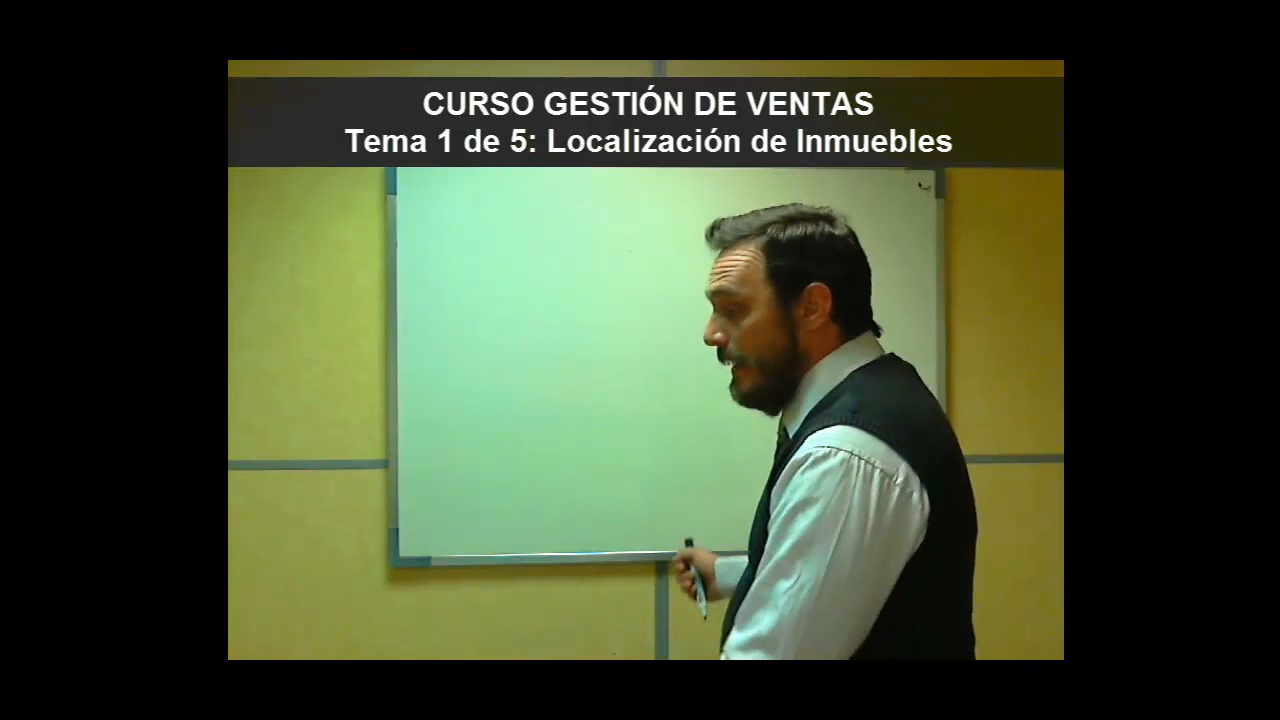 CURSO GESTIÓN DE VENTAS
Tema 1 de 5: Localización de Inmuebles